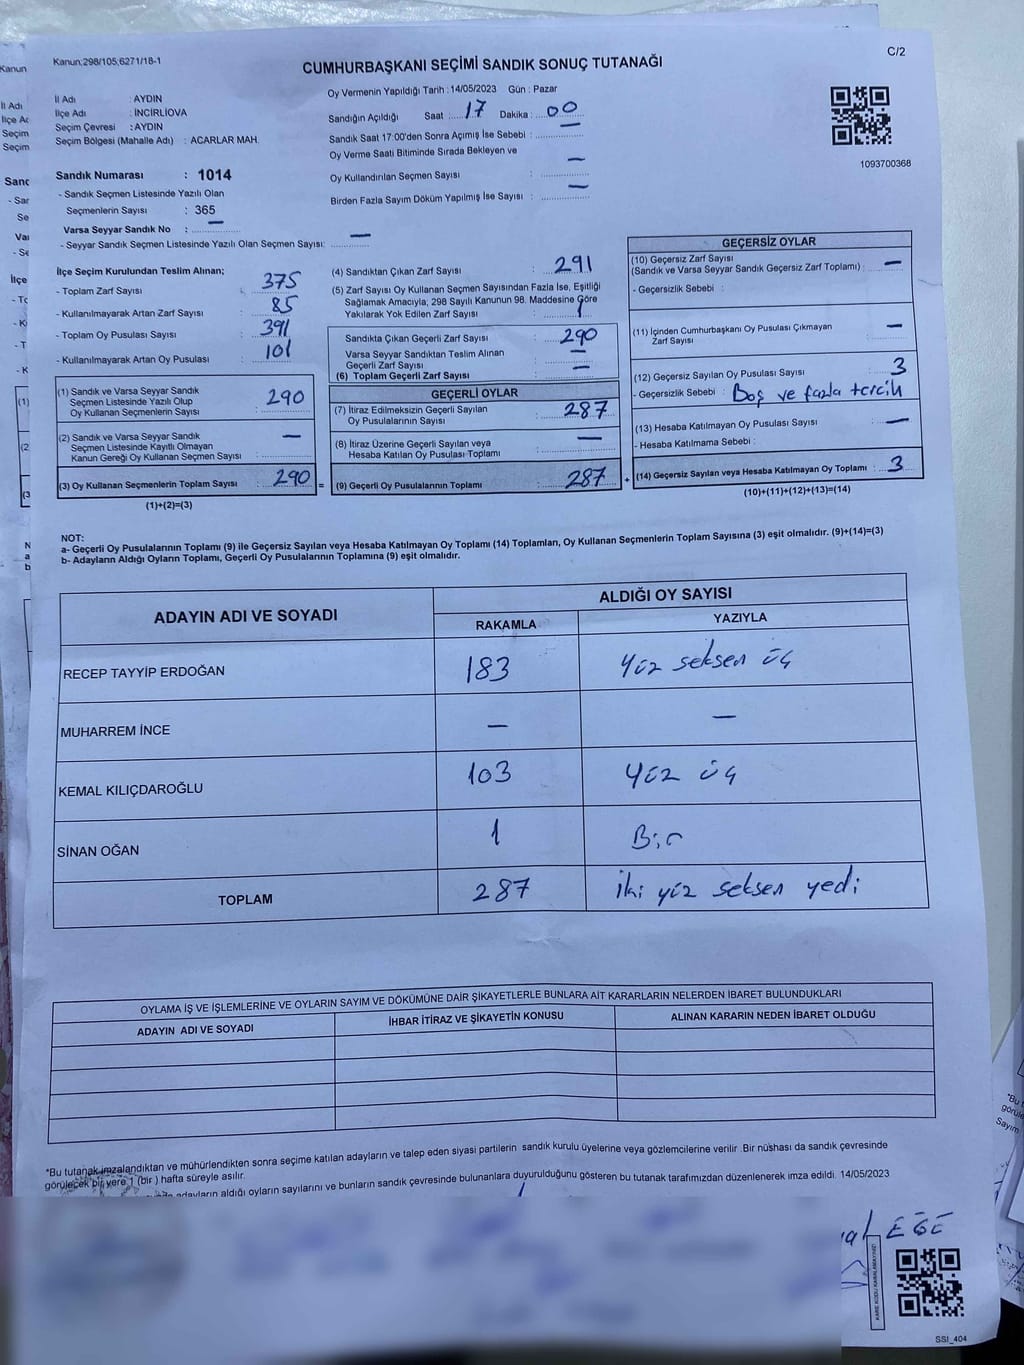 C/2
Kanun;298/105;6271/18-1
CUMHURBAŞKANI SEÇİMİ SANDIK SONUÇ TUTANAĞI
İl Adı : AYDIN
İlçe Adı : İNCİRLİOVA
Seçim Çevresi : AYDIN
Seçim Bölgesi (Mahalle Adı) : ACARLAR MAH.
Sandık Numarası : 1014
- Sandık Seçmen Listesinde Yazılı Olan
Seçmenlerin Sayısı : 365
Varsa Seyyar Sandık No : —
- Seyyar Sandık Seçmen Listesinde Yazılı Olan Seçmen Sayısı: —
Oy Vermenin Yapıldığı Tarih : 14/05/2023 Gün : Pazar
Sandığın Açıldığı Saat : 17 Dakika : 00
Sandık Saat 17:00'den Sonra Açımış İse Sebebi : —
Oy Verme Saati Bitiminde Sırada Bekleyen ve
Oy Kullandırılan Seçmen Sayısı : —
Birden Fazla Sayım Döküm Yapılmış İse Sayısı : —
1093700368
İlçe Seçim Kurulundan Teslim Alınan;
- Toplam Zarf Sayısı : 375
- Kullanılmayarak Artan Zarf Sayısı : 85
- Toplam Oy Pusulası Sayısı : 391
- Kullanılmayarak Artan Oy Pusulası : 101
(1) Sandık ve Varsa Seyyar Sandık
Seçmen Listesinde Yazılı Olup
Oy Kullanan Seçmenlerin Sayısı : 290
(2) Sandık ve Varsa Seyyar Sandık
Seçmen Listesinde Kayıtlı Olmayan
Kanun Gereği Oy Kullanan Seçmen Sayısı : —
(3) Oy Kullanan Seçmenlerin Toplam Sayısı : 290 =
(1)+(2)=(3)
(4) Sandıktan Çıkan Zarf Sayısı : 291
(5) Zarf Sayısı Oy Kullanan Seçmen Sayısından Fazla İse, Eşitliği
Sağlamak Amacıyla; 298 Sayılı Kanunun 98. Maddesine Göre
Yakılarak Yok Edilen Zarf Sayısı : 1
Sandıkta Çıkan Geçerli Zarf Sayısı : 290
Varsa Seyyar Sandıktan Teslim Alınan
Geçerli Zarf Sayısı : —
(6) Toplam Geçerli Zarf Sayısı : —
GEÇERLİ OYLAR
(7) İtiraz Edilmeksizin Geçerli Sayılan
Oy Pusulasının Sayısı : 287
(8) İtiraz Üzerine Geçerli Sayılan veya
Hesaba Katılan Oy Pusulası Toplamı : —
(9) Geçerli Oy Pusulalarının Toplamı : 287 +
GEÇERSİZ OYLAR
(10) Geçersiz Zarf Sayısı
(Sandık ve Varsa Seyyar Sandık Geçersiz Zarf Toplamı) : —
- Geçersizlik Sebebi :
(11) İçinden Cumhurbaşkanı Oy Pusulası Çıkmayan
Zarf Sayısı : —
(12) Geçersiz Sayılan Oy Pusulası Sayısı : 3
- Geçersizlik Sebebi : Boş ve fazla tercih
(13) Hesaba Katılmayan Oy Pusulası Sayısı : —
- Hesaba Katılmama Sebebi :
(14) Geçersiz Sayılan veya Hesaba Katılmayan Oy Toplamı : 3
(10)+(11)+(12)+(13)=(14)
NOT:
a- Geçerli Oy Pusulalarının Toplamı (9) ile Geçersiz Sayılan veya Hesaba Katılmayan Oy Toplamı (14) Toplamları, Oy Kullanan Seçmenlerin Toplam Sayısına (3) eşit olmalıdır. (9)+(14)=(3)
b- Adayların Aldığı Oyların Toplamı, Geçerli Oy Pusulalarının Toplamına (9) eşit olmalıdır.
ADAYIN ADI VE SOYADI ALDIĞI OY SAYISI
RAKAMLA YAZIYLA
RECEP TAYYİP ERDOĞAN 183 Yüz seksen üç
MUHARREM İNCE — —
KEMAL KILIÇDAROĞLU 103 Yüz üç
SİNAN OĞAN 1 Bir
TOPLAM 287 İki yüz seksen yedi
OYLAMA İŞ VE İŞLEMLERİNE VE OYLARIN SAYIM VE DÖKÜMÜNE DAİR ŞİKAYETLERLE BUNLARA AİT KARARLARIN NELERDEN İBARET BULUNDUKLARI
ADAYIN ADI VE SOYADI İHBAR İTİRAZ VE ŞİKAYETİN KONUSU ALINAN KARARIN NEDEN İBARET OLDUĞU
*Bu tutanak imzalandıktan ve mühürlendikten sonra seçime katılan adayların ve talep eden siyasi partilerin sandık kurulu üyelerine veya gözlemcilerine verilir. Bir nüshası da sandık çevresinde
görülecek bir yere 1 (bir ) hafta süreyle asılır.
adayların aldığı oyların sayılarını ve bunların sandık çevresinde bulunanlara duyurulduğunu gösteren bu tutanak tarafımızdan düzenlenerek imza edildi. 14/05/2023
EGE
KARE KODU KARALAMAYINIZ!
SSI_404